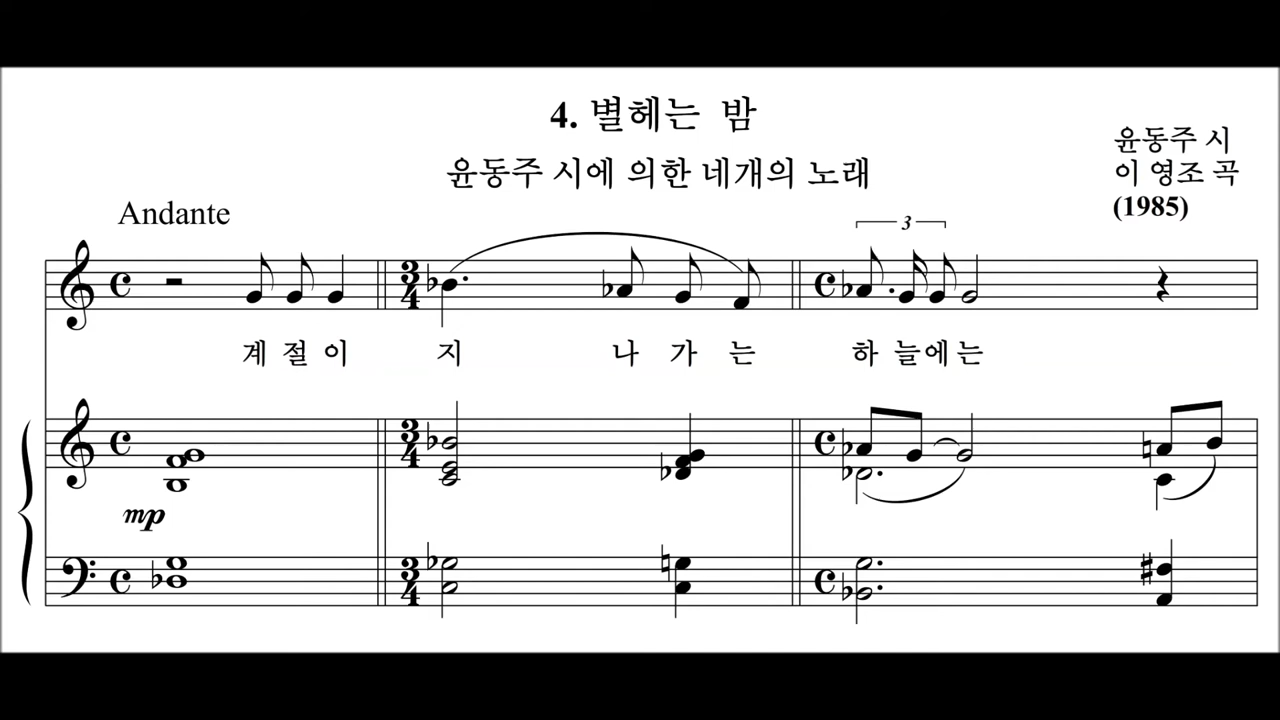 4. 별헤는 밤
윤동주 시에 의한 네개의 노래
윤동주 시
이 영조 곡
(1985)
Andante
3
계 절 이 지 나 가 는 하 늘에 는
mp